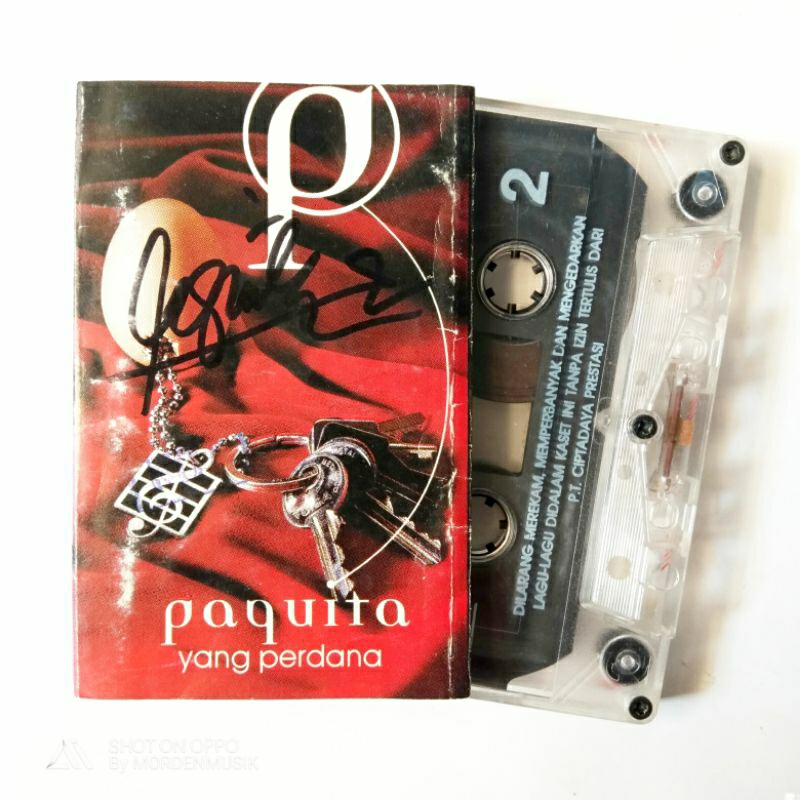 P
paquita
yang perdana
2
DILARANG MEREKAM, MEMPERBANYAK DAN MENGEDARKAN
LAGU-LAGU DIDALAM KASET INI TANPA IZIN TERTULIS DARI
P.T. CIPTADAYA PRESTASI
SHOT ON OPPO
By MORDENMUSIK